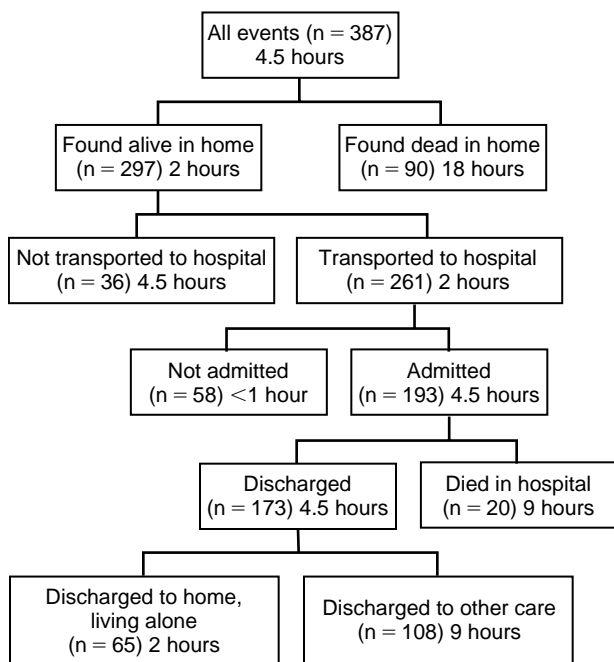 All events (n = 387)
4.5 hours
Found alive in home
(n = 297) 2 hours
Found dead in home
(n = 90) 18 hours
Not transported to hospital
(n = 36) 4.5 hours
Transported to hospital
(n = 261) 2 hours
Not admitted
(n = 58) <1 hour
Admitted
(n = 193) 4.5 hours
Discharged
(n = 173) 4.5 hours
Died in hospital
(n = 20) 9 hours
Discharged to home,
living alone
(n = 65) 2 hours
Discharged to other care
(n = 108) 9 hours